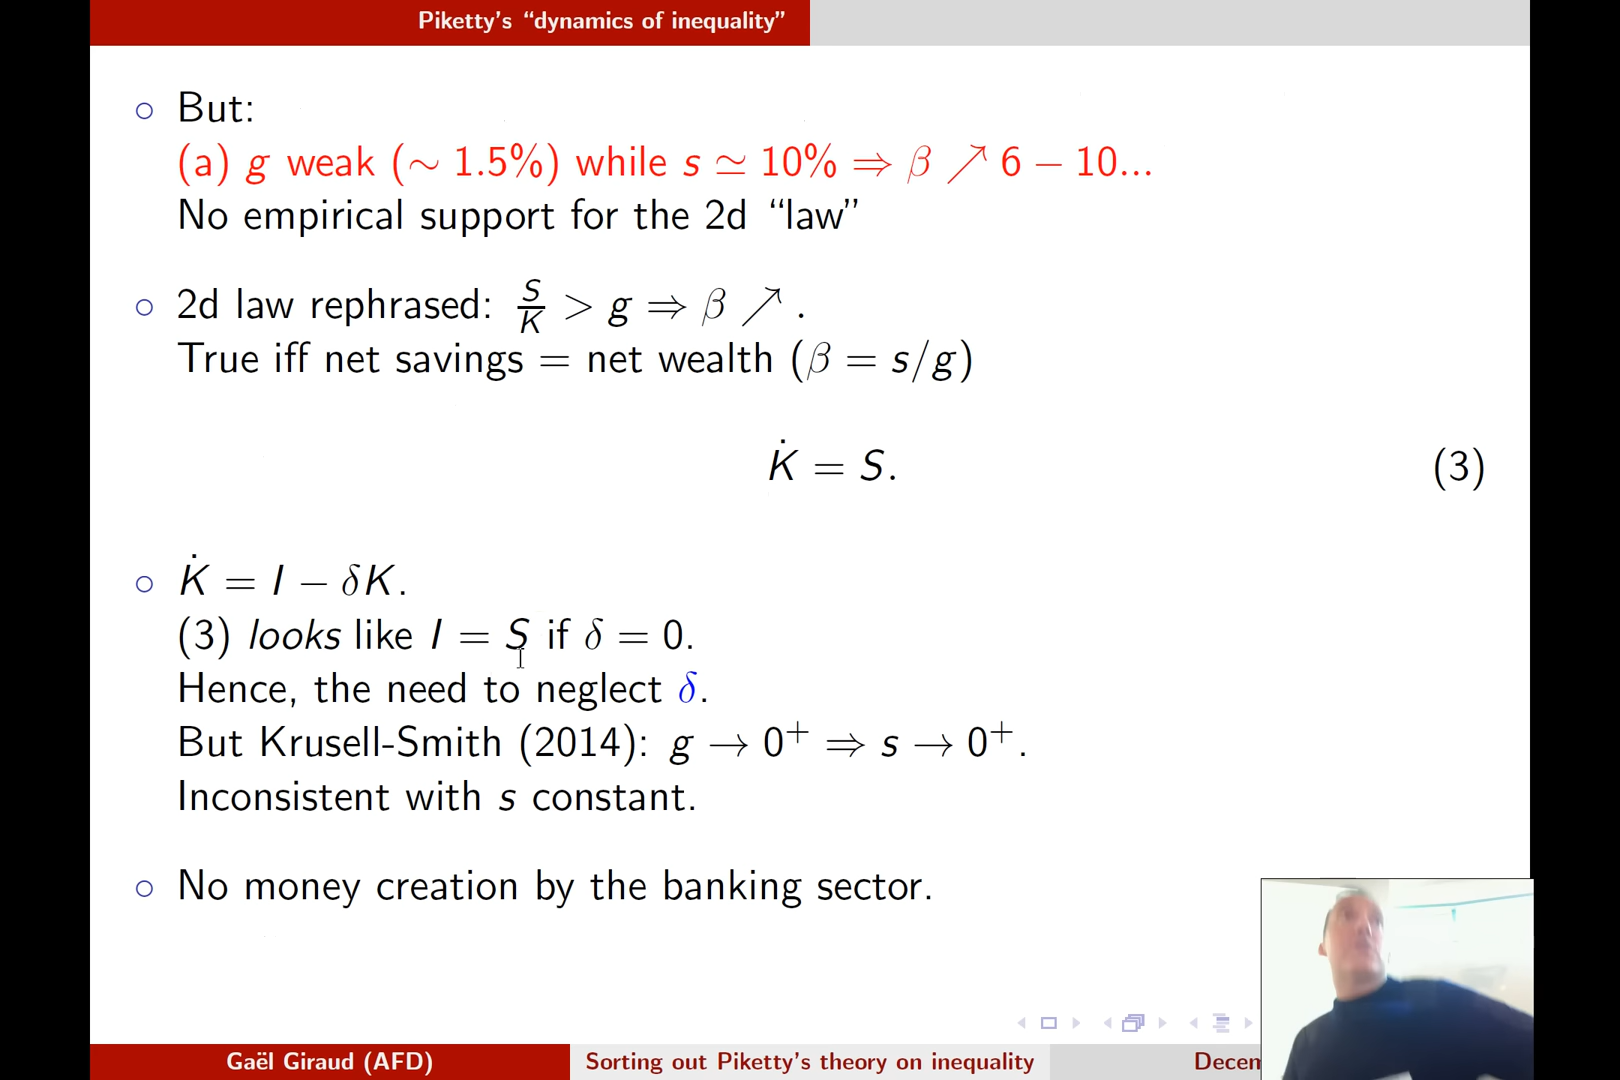 Piketty's “dynamics of inequality”
But:
(a) g weak (∼ 1.5%) while s ≃ 10% ⇒ β ↗ 6 − 10...
No empirical support for the 2d “law”
2d law rephrased: S/K > g ⇒ β ↗ .
True iff net savings = net wealth (β = s/g)
K̇ = S. (3)
K̇ = I − δK.
(3) looks like I = S if δ = 0.
Hence, the need to neglect δ.
But Krusell-Smith (2014): g → 0⁺ ⇒ s → 0⁺.
Inconsistent with s constant.
No money creation by the banking sector.
Gaël Giraud (AFD) Sorting out Piketty's theory on inequality